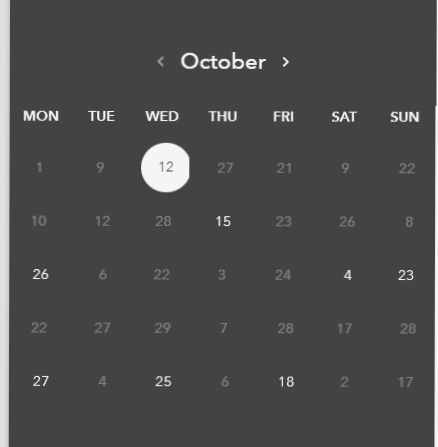 ‹ October ›
MON TUE WED THU FRI SAT SUN
1 9 12 27 21 9 22
10 12 28 15 23 26 8
26 6 22 3 24 4 23
22 27 29 7 28 17 28
27 4 25 6 18 2 17